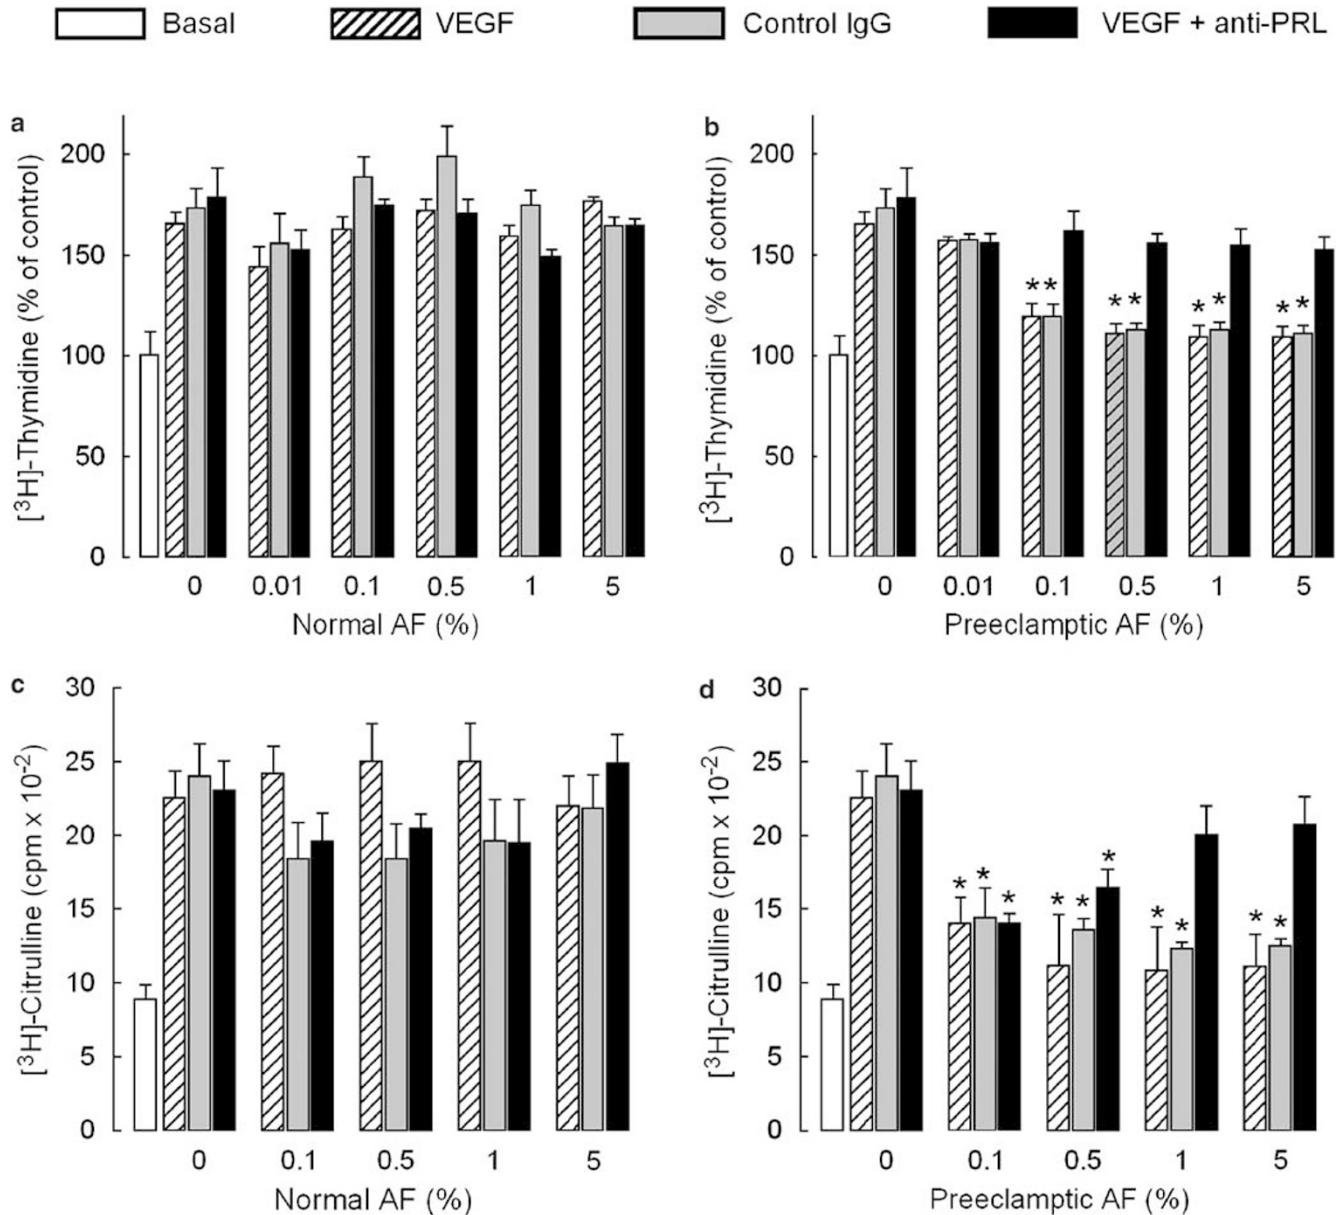 Basal VEGF Control IgG VEGF + anti-PRL
a
[³H]-Thymidine (% of control)
200
150
100
50
0
0 0.01 0.1 0.5 1 5
Normal AF (%)
b
[³H]-Thymidine (% of control)
200
150
100
50
0
* * * * * * * *
0 0.01 0.1 0.5 1 5
Preeclamptic AF (%)
c
[³H]-Citrulline (cpm x 10⁻²)
30
25
20
15
10
5
0
0 0.1 0.5 1 5
Normal AF (%)
d
[³H]-Citrulline (cpm x 10⁻²)
30
25
20
15
10
5
0
* * * * * * * * * *
0 0.1 0.5 1 5
Preeclamptic AF (%)